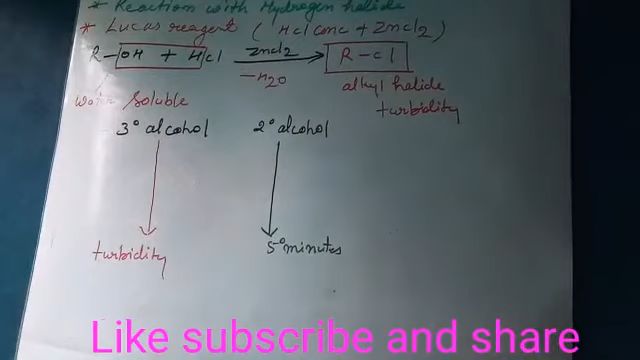 * Reaction with Hydrogen halide
* Lucas reagent ( HCl conc + ZnCl2 )
R-OH + HCl ZnCl2 R-Cl
-H2O
alkyl halide
water soluble turbidity
3° alcohol 2° alcohol
turbidity 5° minutes
Like subscribe and share